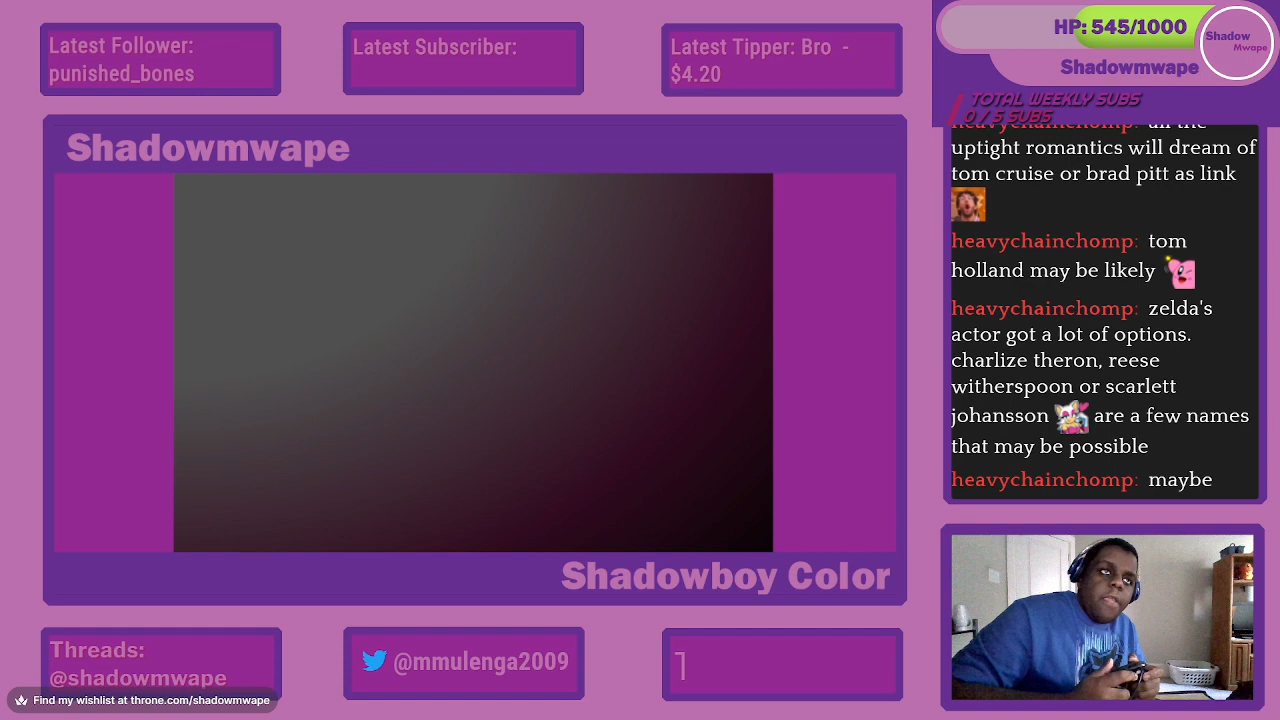 Latest Follower:
punished_bones
Latest Subscriber:
Latest Tipper: Bro -
$4.20
HP: 545/1000
Shadow
Mwape
Shadowmwape
TOTAL WEEKLY SUBS
0 / 5 SUBS
Shadowmwape
heavychainchomp: all the
uptight romantics will dream of
tom cruise or brad pitt as link
heavychainchomp: tom
holland may be likely
heavychainchomp: zelda's
actor got a lot of options.
charlize theron, reese
witherspoon or scarlett
johansson are a few names
that may be possible
heavychainchomp: maybe
Shadowboy Color
Threads:
@shadowmwape
@mmulenga2009
1
Find my wishlist at throne.com/shadowmwape